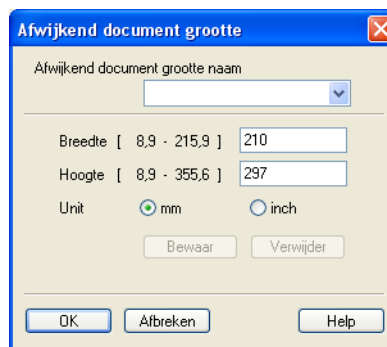 Afwijkend document grootte
Afwijkend document grootte naam
Breedte [ 8,9 - 215,9 ] 210
Hoogte [ 8,9 - 355,6 ] 297
Unit mm inch
Bewaar Verwijder
OK Afbreken Help